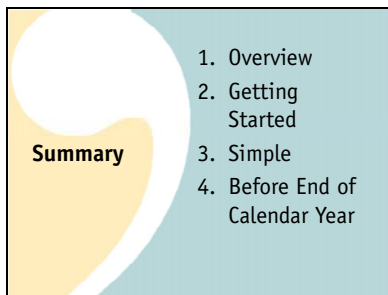 Summary
1. Overview
2. Getting
Started
3. Simple
4. Before End of
Calendar Year